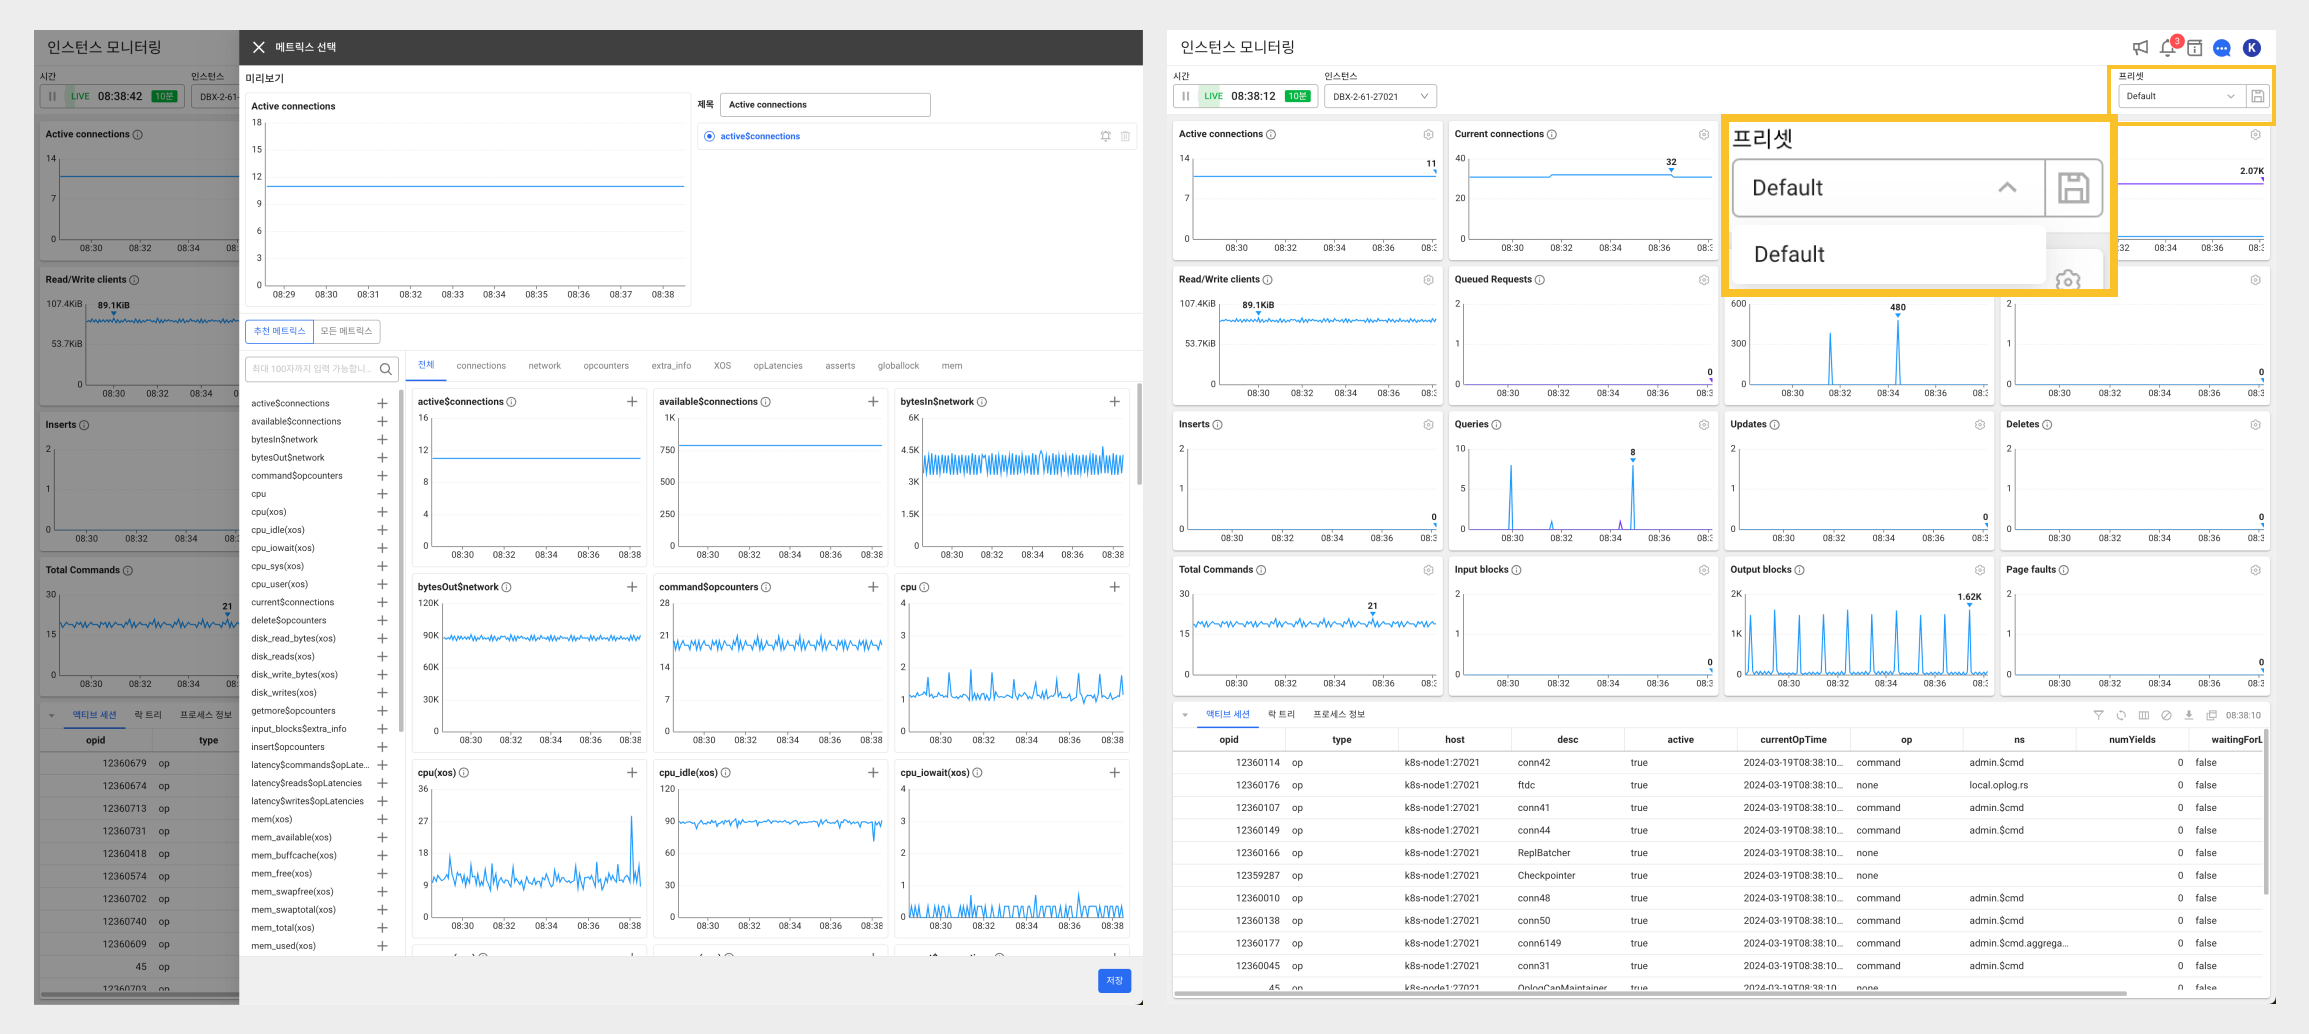 인스턴스 모니터링
시간
인스턴스
LIVE 08:38:42 10분
DBX-2-61-
Active connections
14
7
0
08:30 08:32 08:34 08:
Read/Write clients
107.4KiB
89.1KiB
53.7KiB
0
08:30 08:32 08:34 0
Inserts
2
1
0
08:30 08:32 08:34 08:
Total Commands
30
21
15
0
08:30 08:32 08:34 08:
액티브 세션 락 트리 프로세스 정보
opid type
12360679 op
12360674 op
12360713 op
12360731 op
12360418 op
12360574 op
12360702 op
12360740 op
12360609 op
45 op
12360703 op
메트릭스 선택
미리보기
Active connections
18
15
12
9
6
3
0
08:29 08:30 08:31 08:32 08:33 08:34 08:35 08:36 08:37 08:38
제목 Active connections
active$connections
추천 메트릭스 모든 메트릭스
최대 100자까지 입력 가능합니...
active$connections
available$connections
bytesIn$network
bytesOut$network
command$opcounters
cpu
cpu(xos)
cpu_idle(xos)
cpu_iowait(xos)
cpu_sys(xos)
cpu_user(xos)
current$connections
delete$opcounters
disk_read_bytes(xos)
disk_reads(xos)
disk_write_bytes(xos)
disk_writes(xos)
getmore$opcounters
input_blocks$extra_info
insert$opcounters
latency$commands$opLate...
latency$reads$opLatencies
latency$writes$opLatencies
mem(xos)
mem_available(xos)
mem_buffcache(xos)
mem_free(xos)
mem_swapfree(xos)
mem_swaptotal(xos)
mem_total(xos)
mem_used(xos)
전체 connections network opcounters extra_info XOS opLatencies asserts globallock mem
active$connections
16
12
8
4
0
08:30 08:32 08:34 08:36 08:38
available$connections
1K
750
500
250
0
08:30 08:32 08:34 08:36 08:38
bytesIn$network
6K
4.5K
3K
1.5K
0
08:30 08:32 08:34 08:36 08:38
bytesOut$network
120K
90K
60K
30K
0
08:30 08:32 08:34 08:36 08:38
command$opcounters
28
21
14
7
0
08:30 08:32 08:34 08:36 08:38
cpu
4
3
2
1
0
08:30 08:32 08:34 08:36 08:38
cpu(xos)
36
27
18
9
0
08:30 08:32 08:34 08:36 08:38
cpu_idle(xos)
120
90
60
30
0
08:30 08:32 08:34 08:36 08:38
cpu_iowait(xos)
4
3
2
1
0
08:30 08:32 08:34 08:36 08:38
저장
인스턴스 모니터링
3
K
시간
인스턴스
프리셋
LIVE 08:38:12 10분
DBX-2-61-27021
Default
프리셋
Default
Default
Active connections
14
11
7
0
08:30 08:32 08:34 08:36 08:3
Current connections
40
32
20
0
08:30 08:32 08:34 08:36 08:3
2.07K
:32 08:34 08:36 08:3
Read/Write clients
107.4KiB
89.1KiB
53.7KiB
0
08:30 08:32 08:34 08:36
Queued Requests
2
1
0
0
08:30 08:32 08:34 08:36 08:3
600
480
300
0
08:30 08:32 08:34 08:36 08:3
2
1
0
0
08:30 08:32 08:34 08:36 08:3
Inserts
2
1
0
0
08:30 08:32 08:34 08:36 08:3
Queries
10
8
5
0
08:30 08:32 08:34 08:36 08:3
Updates
2
1
0
0
08:30 08:32 08:34 08:36 08:3
Deletes
2
1
0
0
08:30 08:32 08:34 08:36 08:3
Total Commands
30
21
15
0
08:30 08:32 08:34 08:36 08:3
Input blocks
2
1
0
0
08:30 08:32 08:34 08:36 08:3
Output blocks
2K
1.62K
1K
0
08:30 08:32 08:34 08:36 08:3
Page faults
2
1
0
0
08:30 08:32 08:34 08:36 08:3
액티브 세션 락 트리 프로세스 정보 08:38:10
opid type host desc active currentOpTime op ns numYields waitingForL
12360114 op k8s-node1:27021 conn42 true 2024-03-19T08:38:10... command admin.$cmd 0 false
12360176 op k8s-node1:27021 ftdc true 2024-03-19T08:38:10... none local.oplog.rs 0 false
12360107 op k8s-node1:27021 conn41 true 2024-03-19T08:38:10... command admin.$cmd 0 false
12360149 op k8s-node1:27021 conn44 true 2024-03-19T08:38:10... command admin.$cmd 0 false
12360166 op k8s-node1:27021 ReplBatcher true 2024-03-19T08:38:10... none 0 false
12359287 op k8s-node1:27021 Checkpointer true 2024-03-19T08:38:10... none 0 false
12360010 op k8s-node1:27021 conn48 true 2024-03-19T08:38:10... command admin.$cmd 0 false
12360138 op k8s-node1:27021 conn50 true 2024-03-19T08:38:10... command admin.$cmd 0 false
12360177 op k8s-node1:27021 conn6149 true 2024-03-19T08:38:10... command admin.$cmd.aggrega... 0 false
12360045 op k8s-node1:27021 conn31 true 2024-03-19T08:38:10... command admin.$cmd 0 false
45 op k8s-node1:27021 OplogCapMaintainer true 2024-03-19T08:38:10... none 0 false